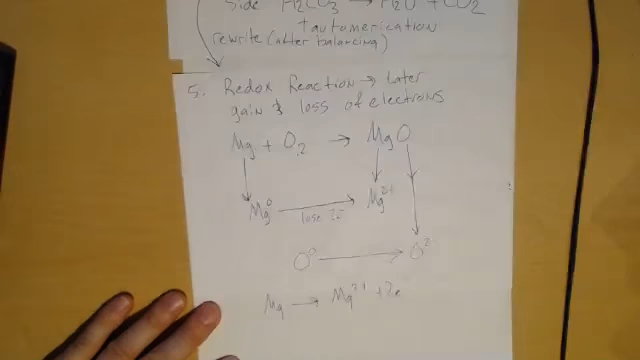 Side H2CO3 → H2O + CO2
↑ automerication
rewrite (after balancing)
5. Redox Reaction → Later
gain & loss of electrons
Mg + O2 → MgO
Mg⁰ → Mg²⁺
lose 2e⁻
O⁰ → O²⁻
Mg → Mg²⁺ + 2e